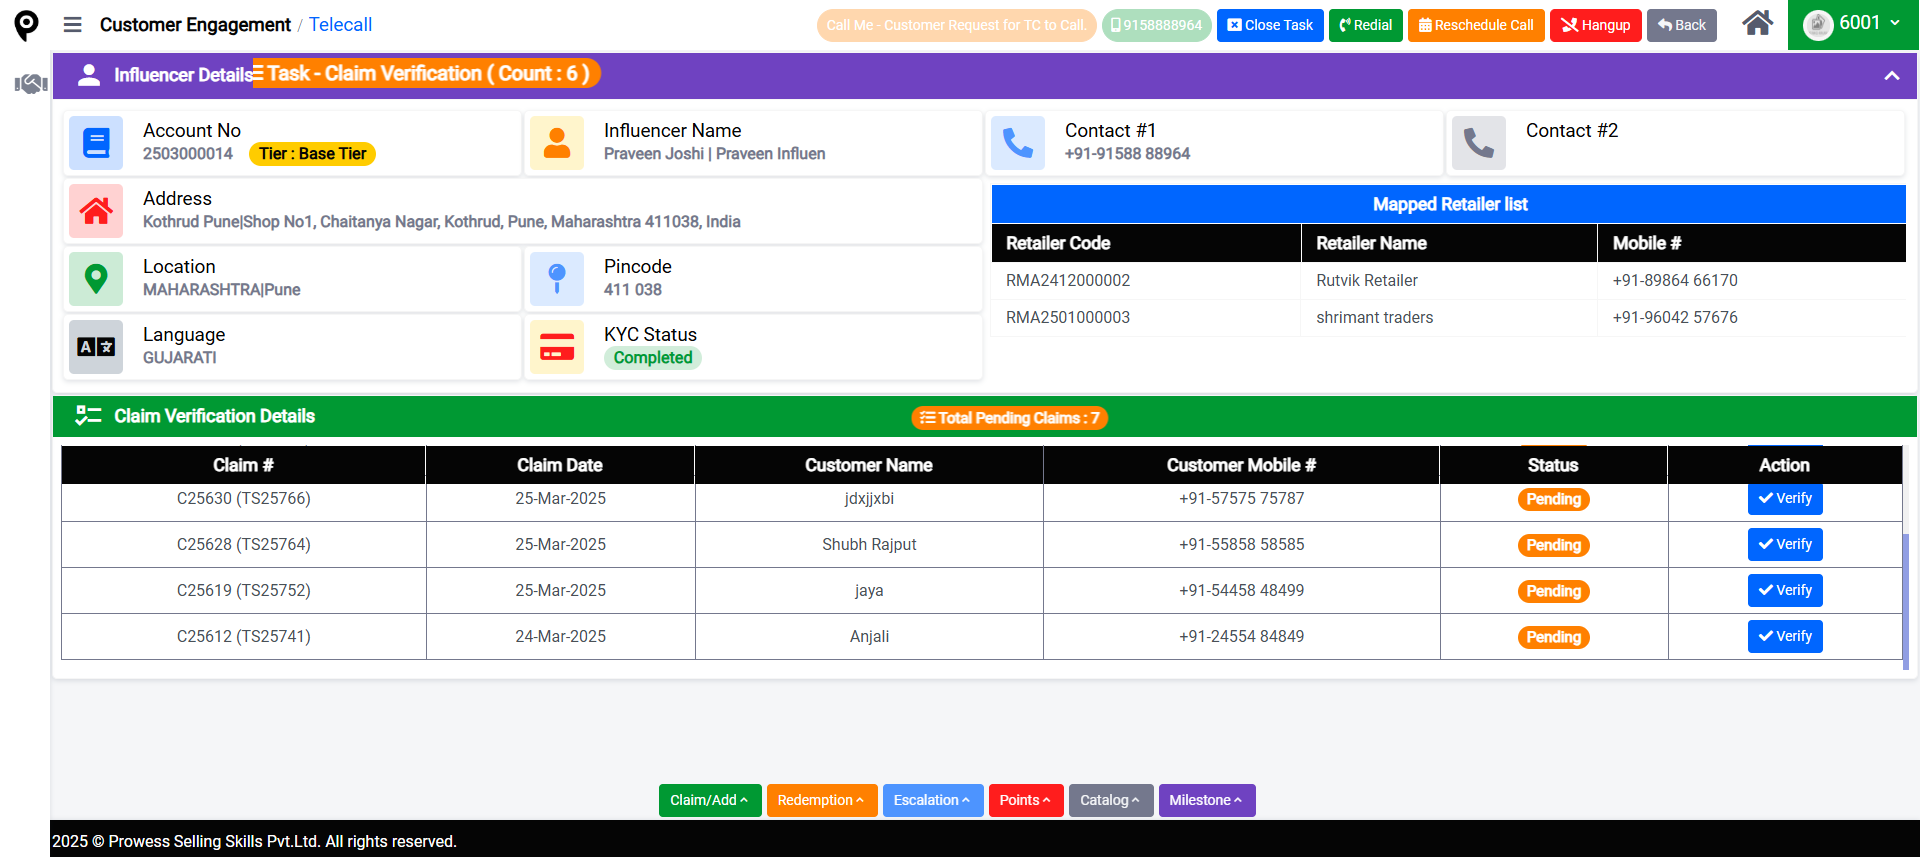 Customer Engagement / Telecall
Call Me - Customer Request for TC to Call.
9158888964
Close Task
Redial
Reschedule Call
Hangup
Back
6001
Influencer Details
Task - Claim Verification ( Count : 6 )
Account No
2503000014
Tier : Base Tier
Influencer Name
Praveen Joshi | Praveen Influen
Contact #1
+91-91588 88964
Contact #2
Address
Kothrud Pune|Shop No1, Chaitanya Nagar, Kothrud, Pune, Maharashtra 411038, India
Location
MAHARASHTRA|Pune
Pincode
411 038
Language
GUJARATI
KYC Status
Completed
Mapped Retailer list
Retailer Code Retailer Name Mobile #
RMA2412000002 Rutvik Retailer +91-89864 66170
RMA2501000003 shrimant traders +91-96042 57676
Claim Verification Details
Total Pending Claims : 7
Claim # Claim Date Customer Name Customer Mobile # Status Action
C25630 (TS25766) 25-Mar-2025 jdxjjxbi +91-57575 75787 Pending Verify
C25628 (TS25764) 25-Mar-2025 Shubh Rajput +91-55858 58585 Pending Verify
C25619 (TS25752) 25-Mar-2025 jaya +91-54458 48499 Pending Verify
C25612 (TS25741) 24-Mar-2025 Anjali +91-24554 84849 Pending Verify
Claim/Add
Redemption
Escalation
Points
Catalog
Milestone
2025 © Prowess Selling Skills Pvt.Ltd. All rights reserved.